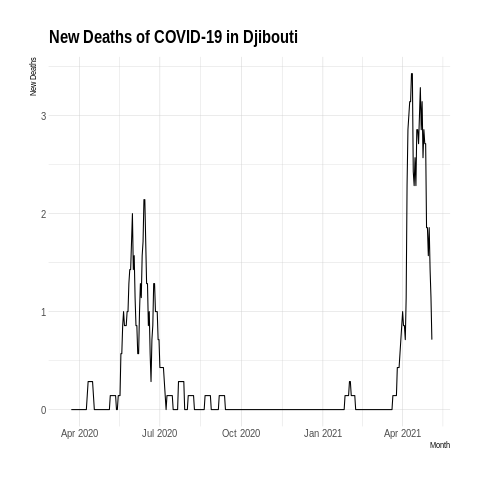 New Deaths of COVID-19 in Djibouti
New Deaths
3
2
1
0
Apr 2020 Jul 2020 Oct 2020 Jan 2021 Apr 2021
Month